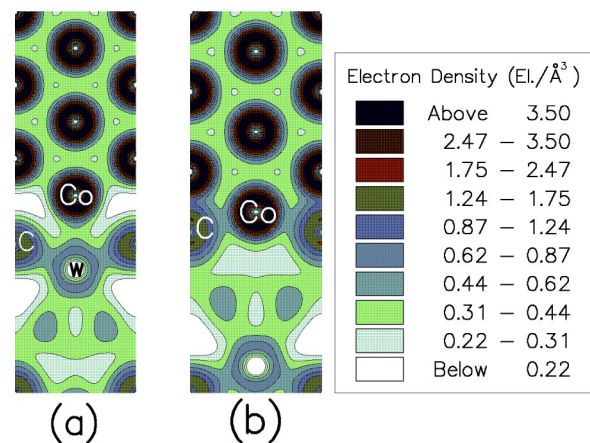 Co
C
W
(a)
C
Co
(b)
Electron Density (El./Å³)
Above 3.50
2.47 – 3.50
1.75 – 2.47
1.24 – 1.75
0.87 – 1.24
0.62 – 0.87
0.44 – 0.62
0.31 – 0.44
0.22 – 0.31
Below 0.22